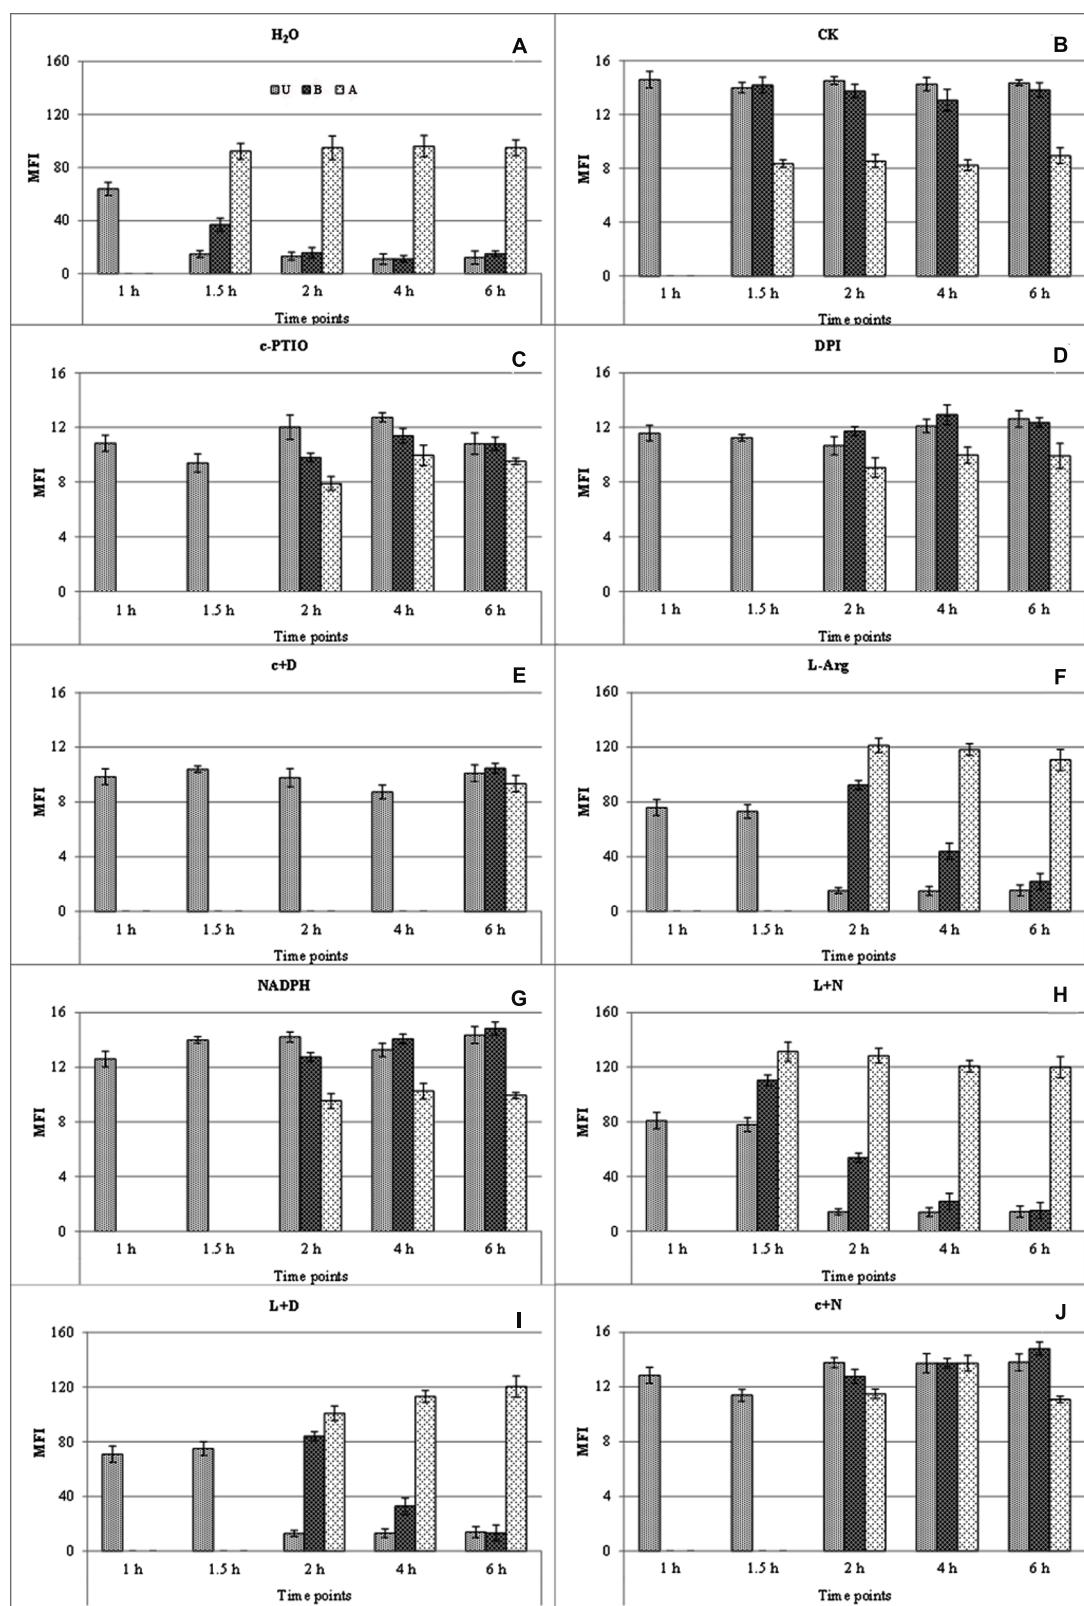 H₂O
A
160
120
80
40
0
MFI
U B A
1 h 1.5 h 2 h 4 h 6 h
Time points
CK
B
16
12
8
4
0
MFI
1 h 1.5 h 2 h 4 h 6 h
Time points
c-PTIO
C
16
12
8
4
0
MFI
1 h 1.5 h 2 h 4 h 6 h
Time points
DPI
D
16
12
8
4
0
MFI
1 h 1.5 h 2 h 4 h 6 h
Time points
c+D
E
16
12
8
4
0
MFI
1 h 1.5 h 2 h 4 h 6 h
Time points
L-Arg
F
160
120
80
40
0
MFI
1 h 1.5 h 2 h 4 h 6 h
Time points
NADPH
G
16
12
8
4
0
MFI
1 h 1.5 h 2 h 4 h 6 h
Time points
L+N
H
160
120
80
40
0
MFI
1 h 1.5 h 2 h 4 h 6 h
Time points
L+D
I
160
120
80
40
0
MFI
1 h 1.5 h 2 h 4 h 6 h
Time points
c+N
J
16
12
8
4
0
MFI
1 h 1.5 h 2 h 4 h 6 h
Time points